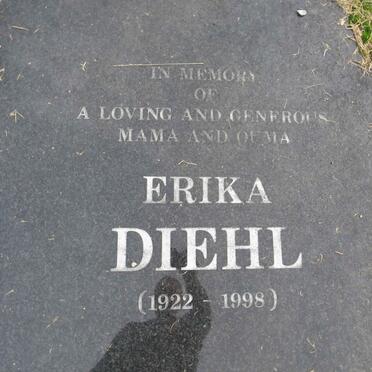 IN MEMORY
OF
A LOVING AND GENEROUS
MAMA AND OUMA
ERIKA
DIEHL
(1922 - 1998)